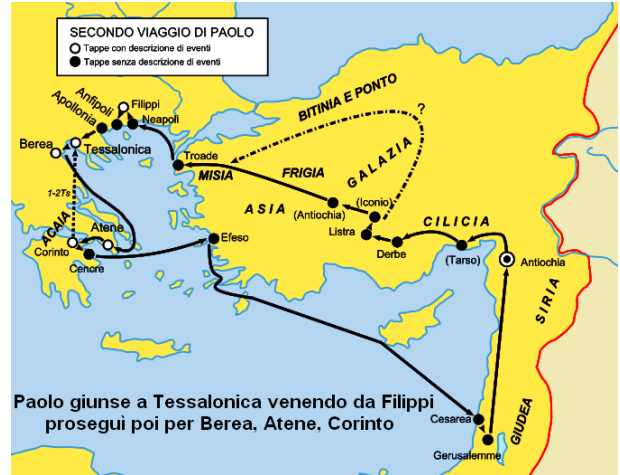 SECONDO VIAGGIO DI PAOLO
Tappe con descrizione di eventi
Tappe senza descrizione di eventi
BITINIA E PONTO
?
Filippi
Anfipoli
Apollonia
Neapoli
Berea
Tessalonica
Troade
MISIA
FRIGIA
GALAZIA
ASIA
(Antiochia)
(Iconio)
Listra
Derbe
CILICIA
(Tarso)
Antiochia
1-2Ts
ACAIA
Atene
Corinto
Cencre
Efeso
SIRIA
Paolo giunse a Tessalonica venendo da Filippi
proseguì poi per Berea, Atene, Corinto
Cesarea
Gerusalemme
GIUDEA